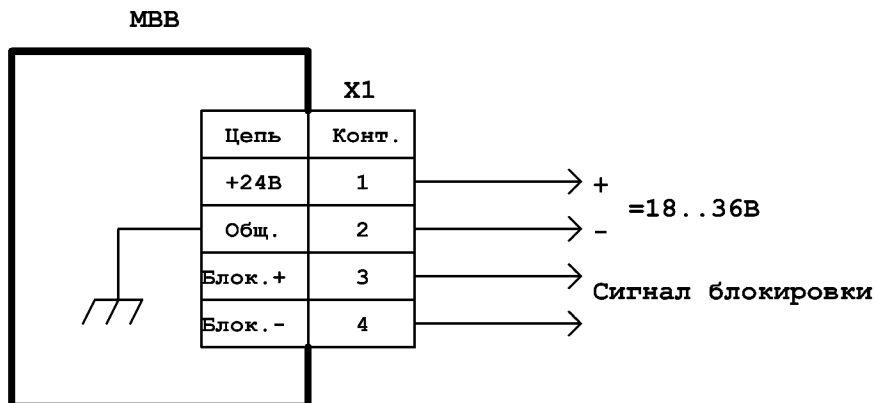 МВВ
X1
Цепь Конт.
+24В 1 +
=18..36В
Общ. 2 -
Блок.+ 3
Сигнал блокировки
Блок.- 4